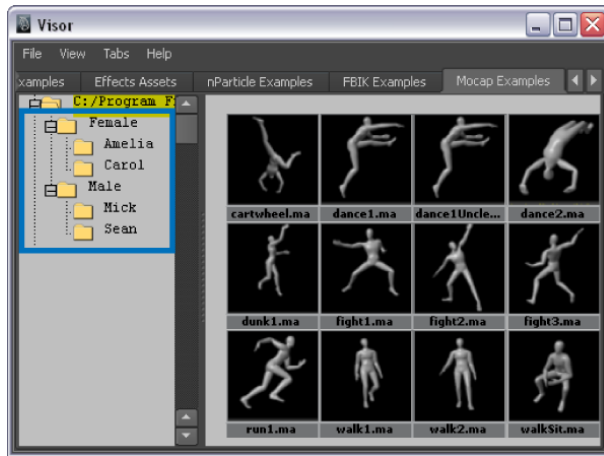 Visor
File View Tabs Help
xamples Effects Assets nParticle Examples FBIK Examples Mocap Examples
C:/Program F
Female
Amelia
Carol
Male
Mick
Sean
cartwheel.ma dance1.ma dance1Uncle... dance2.ma
dunk1.ma fight1.ma fight2.ma fight3.ma
run1.ma walk1.ma walk2.ma walkSit.ma